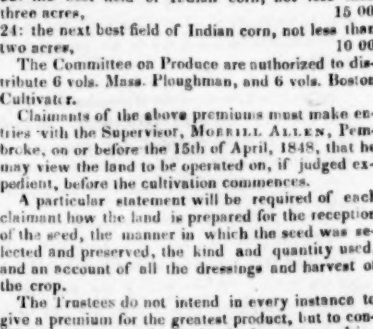 three acres, 15 00
24: the next best field of Indian corn, not less than
two acres, 10 00
The Committee on Produce are authorized to dis-
tribute 6 vols. Mass. Ploughman, and 6 vols. Boston
Cultivator.
Claimants of the above premiums must make en-
tries with the Supervisor, MORRILL ALLEN, Pem-
broke, on or before the 15th of April, 1848, that he
may view the land to be operated on, if judged ex-
pedient, before the cultivation commences.
A particular statement will be required of each
claimant how the land is prepared for the reception
of the seed, the manner in which the seed was se-
lected and preserved, the kind and quantity used
and an account of all the dressings and harvest of
the crop.
The Trustees do not intend in every instance to
give a premium for the greatest product, but to con-